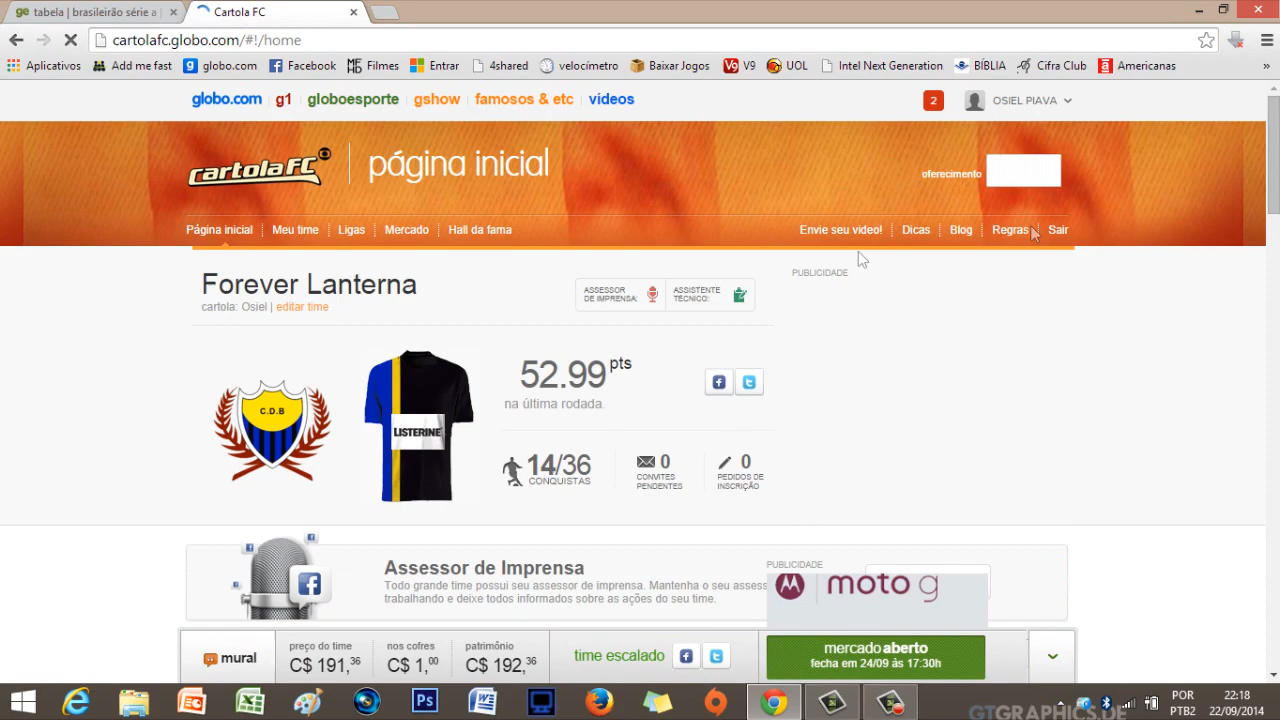 tabela | brasileirão série a
Cartola FC
cartolafc.globo.com/#!/home
Aplicativos Add me fast globo.com Facebook Filmes Entrar 4shared velocímetro Baixar Jogos V9 UOL Intel Next Generation BÍBLIA Cifra Club Americanas »
globo.com g1 globoesporte gshow famosos & etc vídeos 2 OSIEL PIAVA
cartola FC página inicial oferecimento
Página inicial Meu time Ligas Mercado Hall da fama Envie seu video! Dicas Blog Regras Sair
PUBLICIDADE
Forever Lanterna
cartola: Osiel | editar time
ASSESSOR DE IMPRENSA:
ASSISTENTE TÉCNICO:
C.D.B
LISTERINE
52.99 pts
na última rodada.
14/36
CONQUISTAS
0
CONVITES
PENDENTES
0
PEDIDOS DE
INSCRIÇÃO
Assessor de Imprensa
Todo grande time possui seu assessor de imprensa. Mantenha o seu assess
trabalhando e deixe todos informados sobre as ações do seu time.
PUBLICIDADE
moto g
mural
preço do time
C$ 191,36
nos cofres
C$ 1,00
patrimônio
C$ 192,36
time escalado
mercado aberto
fecha em 24/09 às 17:30h
POR
PTB2
22:18
22/09/2014
GTGRAPHICS.DE